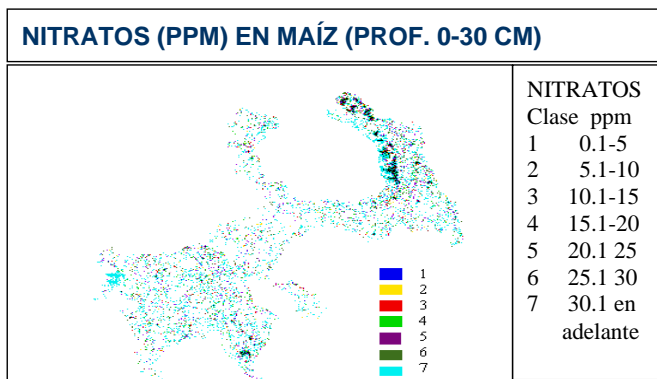 NITRATOS (PPM) EN MAÍZ (PROF. 0-30 CM)
NITRATOS
Clase ppm
1 0.1-5
2 5.1-10
3 10.1-15
4 15.1-20
5 20.1 25
6 25.1 30
7 30.1 en
adelante
1
2
3
4
5
6
7